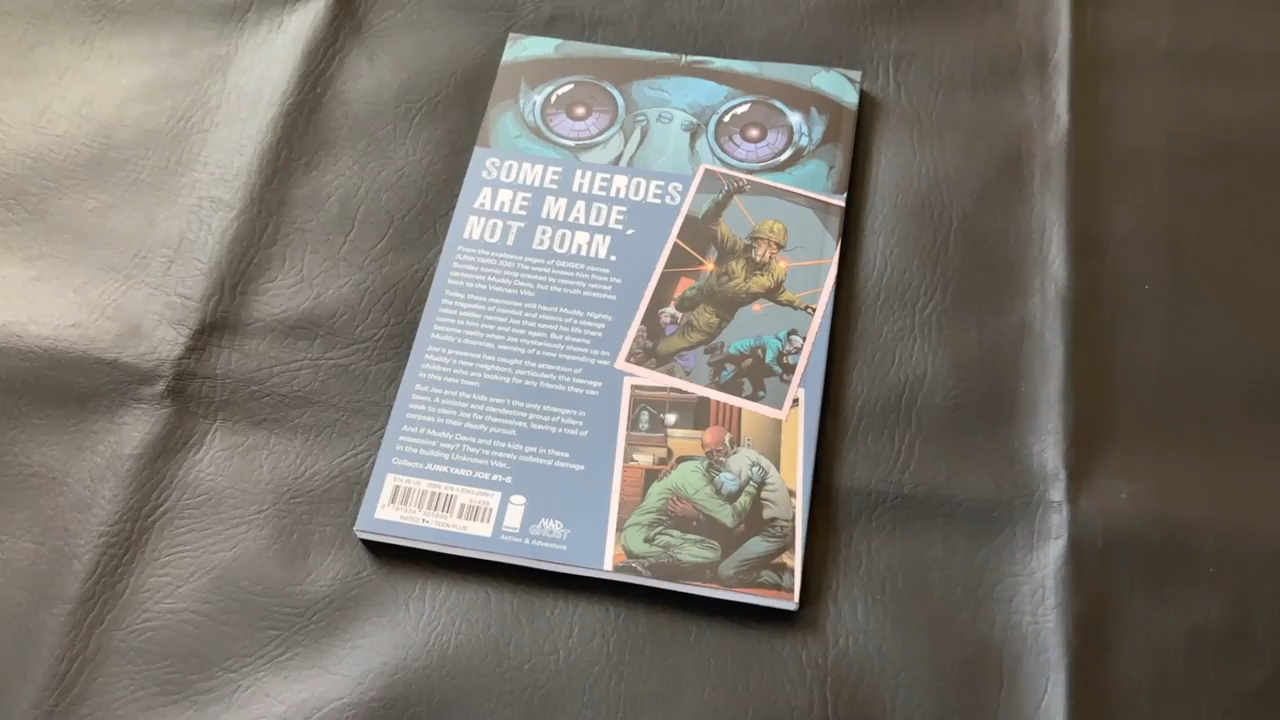 SOME HEROES
ARE MADE,
NOT BORN.
From the explosive pages of GEIGER comes
JUNKYARD JOE! The world knows him from the
Sunday comic strip created by recently retired
cartoonist Muddy Davis, but the truth stretches
back to the Vietnam War.
Today, those memories still haunt Muddy. Nightly,
the tragedies of combat and visions of a strange
robot soldier named Joe that saved his life there
come to him over and over again. But dreams
become reality when Joe mysteriously shows up on
Muddy's doorstep, warning of a new impending war.
Joe's presence has caught the attention of
Muddy's new neighbors, particularly the teenage
children who are looking for any friends they can
in this new town.
But Joe and the kids aren't the only strangers in
town. A sinister and clandestine group of killers
seek to claim Joe for themselves, leaving a trail of
corpses in their deadly pursuit.
And if Muddy Davis and the kids get in these
assassins' way? They're merely collateral damage
in the building Unknown War...
Collects JUNKYARD JOE #1-6.
$14.99 US ISBN:
51499
RATED T+ / TEEN PLUS
image
MAD
GHOST
Action & Adventure